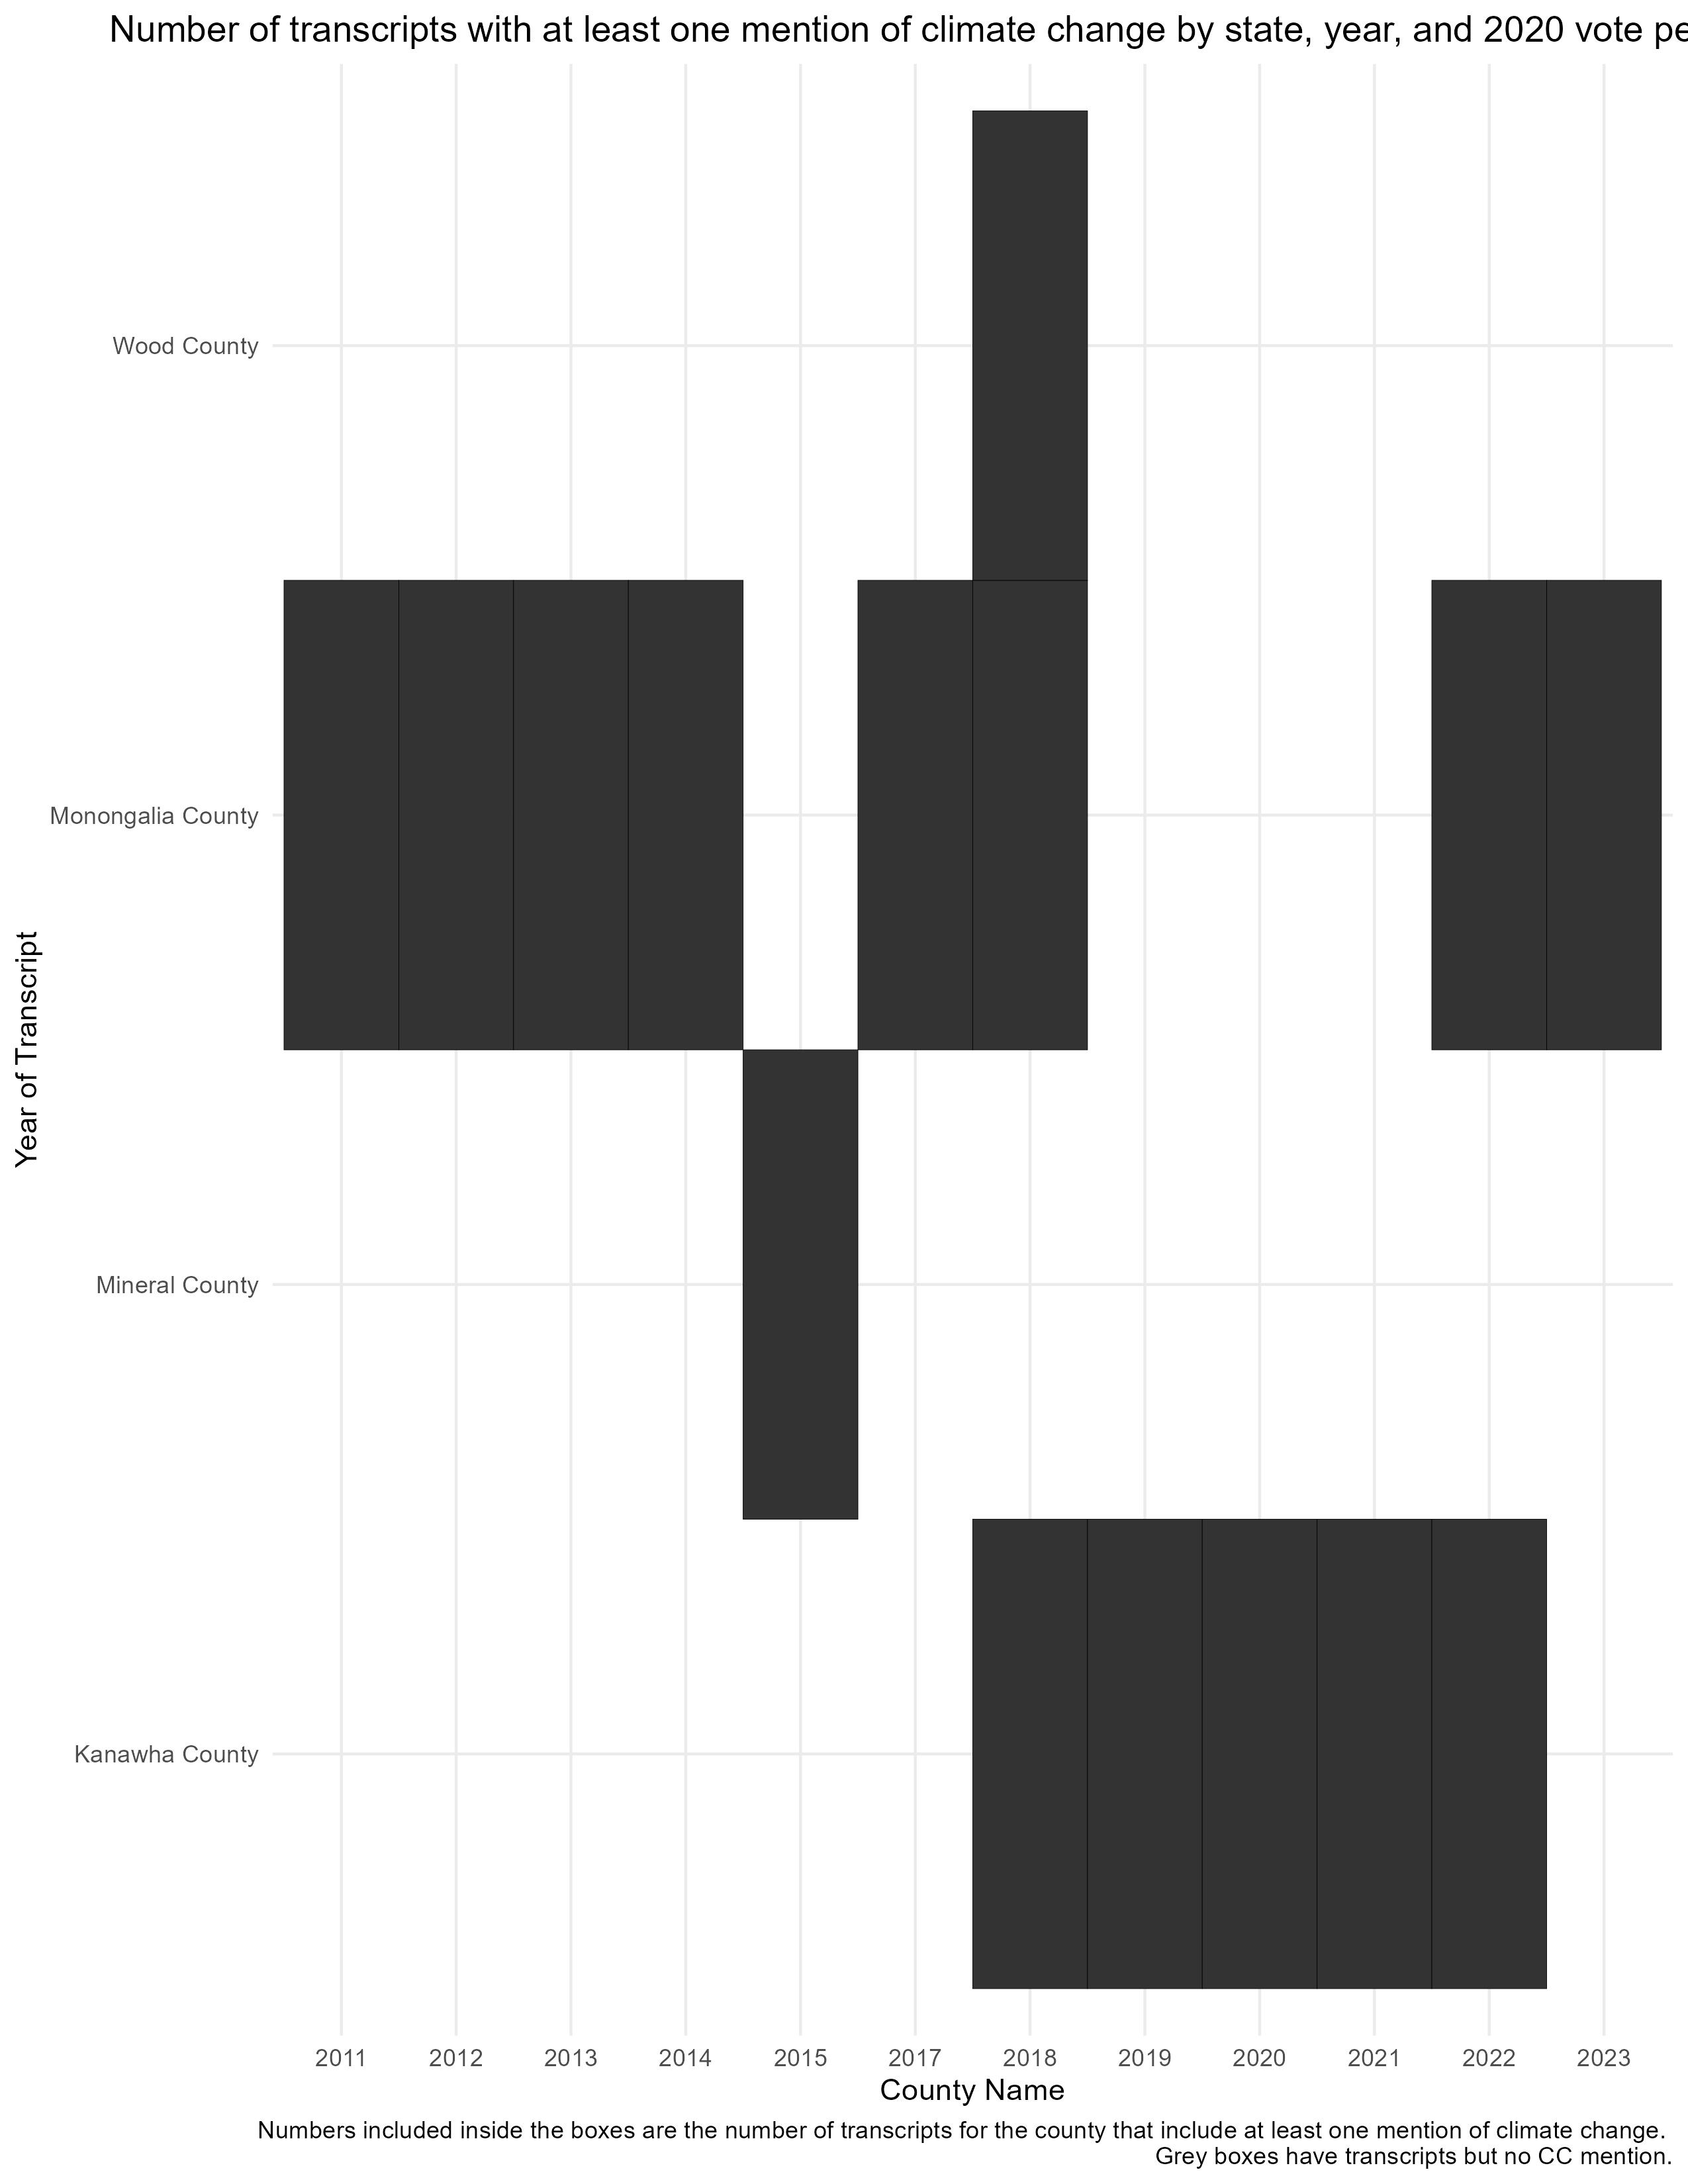 Number of transcripts with at least one mention of climate change by state, year, and 2020 vote pe
Wood County
Monongalia County
Mineral County
Kanawha County
Year of Transcript
2011 2012 2013 2014 2015 2017 2018 2019 2020 2021 2022 2023
County Name
Numbers included inside the boxes are the number of transcripts for the county that include at least one mention of climate change.
Grey boxes have transcripts but no CC mention.